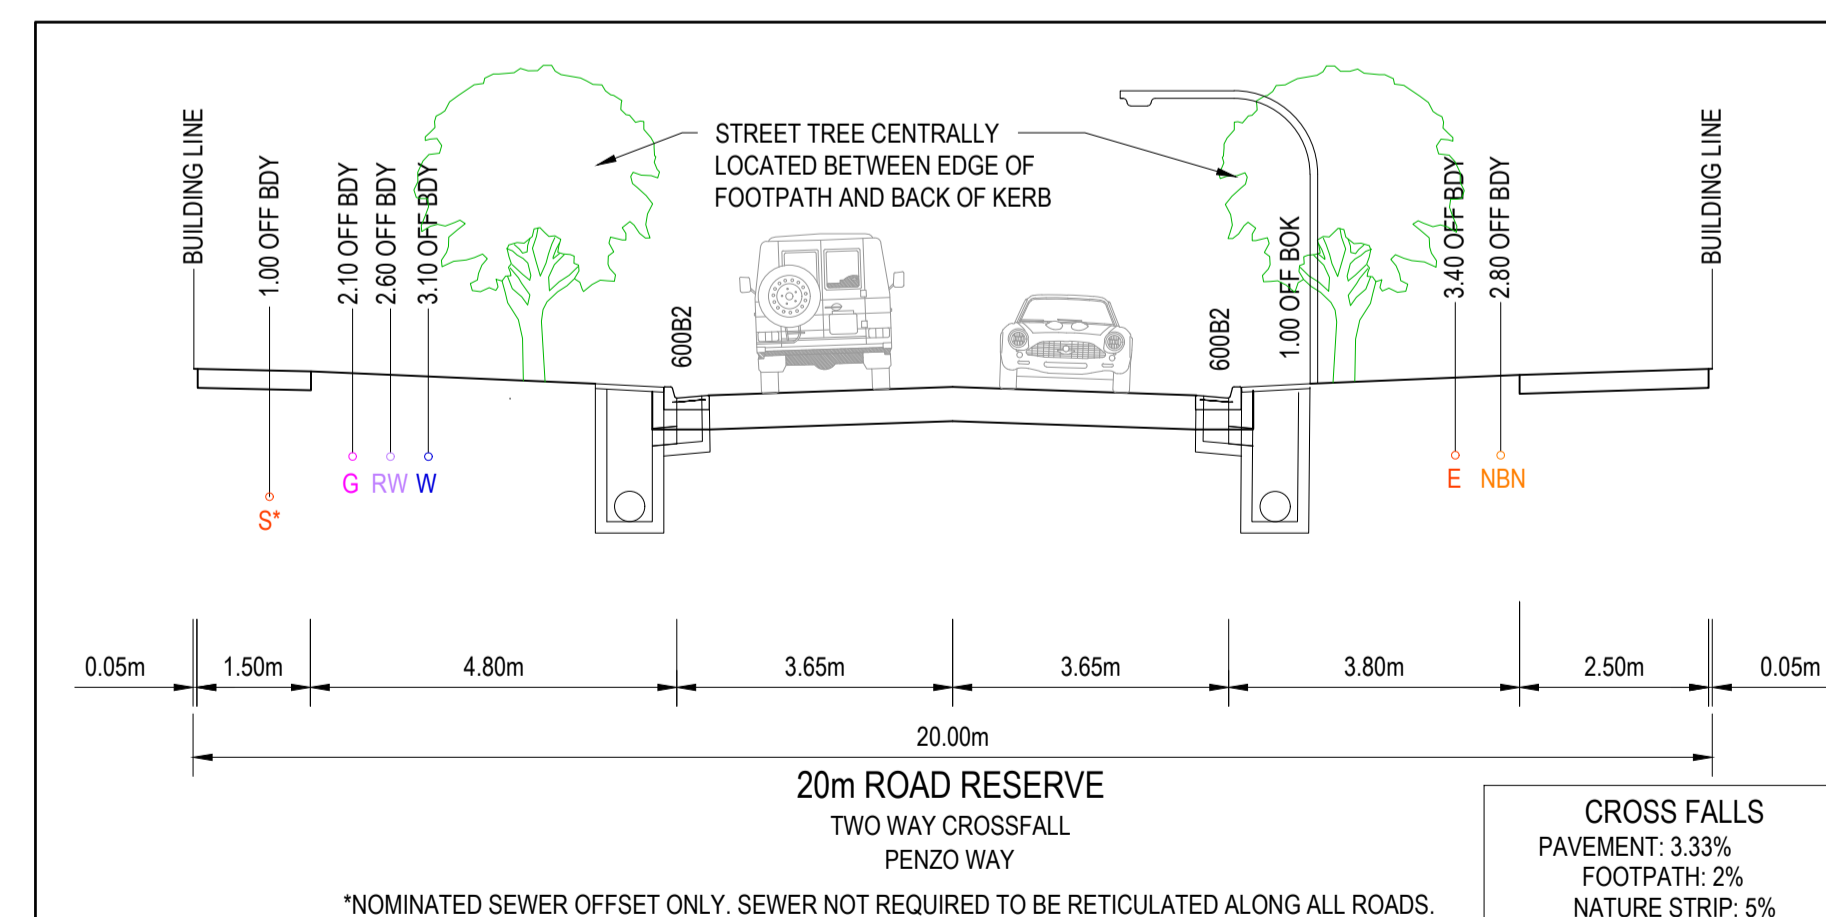 BUILDING LINE
1.00 OFF BDY
2.10 OFF BDY
2.60 OFF BDY
3.10 OFF BDY
STREET TREE CENTRALLY
LOCATED BETWEEN EDGE OF
FOOTPATH AND BACK OF KERB
600B2
600B2
1.00 OFF BOK
3.40 OFF BDY
2.80 OFF BDY
BUILDING LINE
S*
G
RW
W
E
NBN
0.05m
1.50m
4.80m
3.65m
3.65m
3.80m
2.50m
0.05m
20.00m
20m ROAD RESERVE
TWO WAY CROSSFALL
PENZO WAY
*NOMINATED SEWER OFFSET ONLY. SEWER NOT REQUIRED TO BE RETICULATED ALONG ALL ROADS.
CROSS FALLS
PAVEMENT: 3.33%
FOOTPATH: 2%
NATURE STRIP: 5%